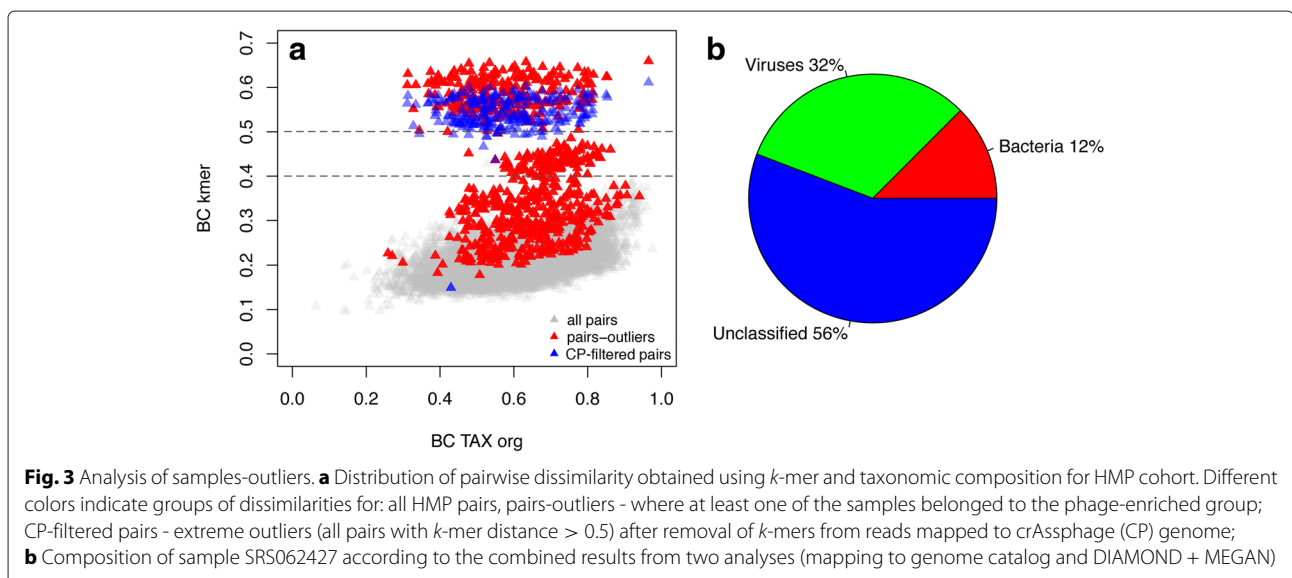 a
BC kmer
0.7
0.6
0.5
0.4
0.3
0.2
0.1
0.0
all pairs
pairs−outliers
CP−filtered pairs
0.0 0.2 0.4 0.6 0.8 1.0
BC TAX org
b
Viruses 32%
Bacteria 12%
Unclassified 56%
Fig. 3 Analysis of samples-outliers. a Distribution of pairwise dissimilarity obtained using k-mer and taxonomic composition for HMP cohort. Different
colors indicate groups of dissimilarities for: all HMP pairs, pairs-outliers - where at least one of the samples belonged to the phage-enriched group;
CP-filtered pairs - extreme outliers (all pairs with k-mer distance > 0.5) after removal of k-mers from reads mapped to crAssphage (CP) genome;
b Composition of sample SRS062427 according to the combined results from two analyses (mapping to genome catalog and DIAMOND + MEGAN)